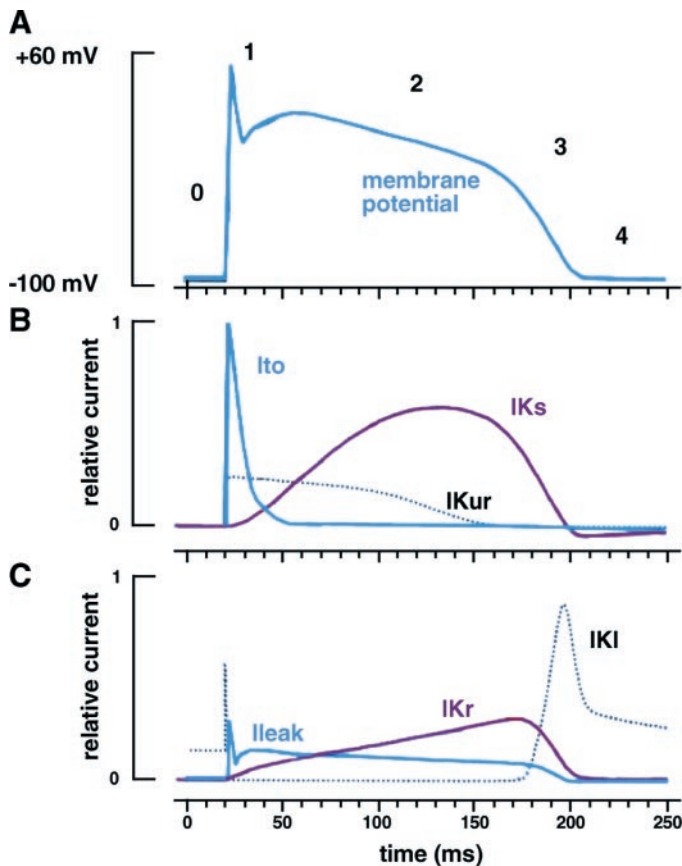 A
+60 mV
1
2
3
0
membrane
potential
4
-100 mV
B
1
Ito
IKs
relative current
IKur
0
C
1
IKI
relative current
IKr
Ileak
0
0
50
100
150
200
250
time (ms)